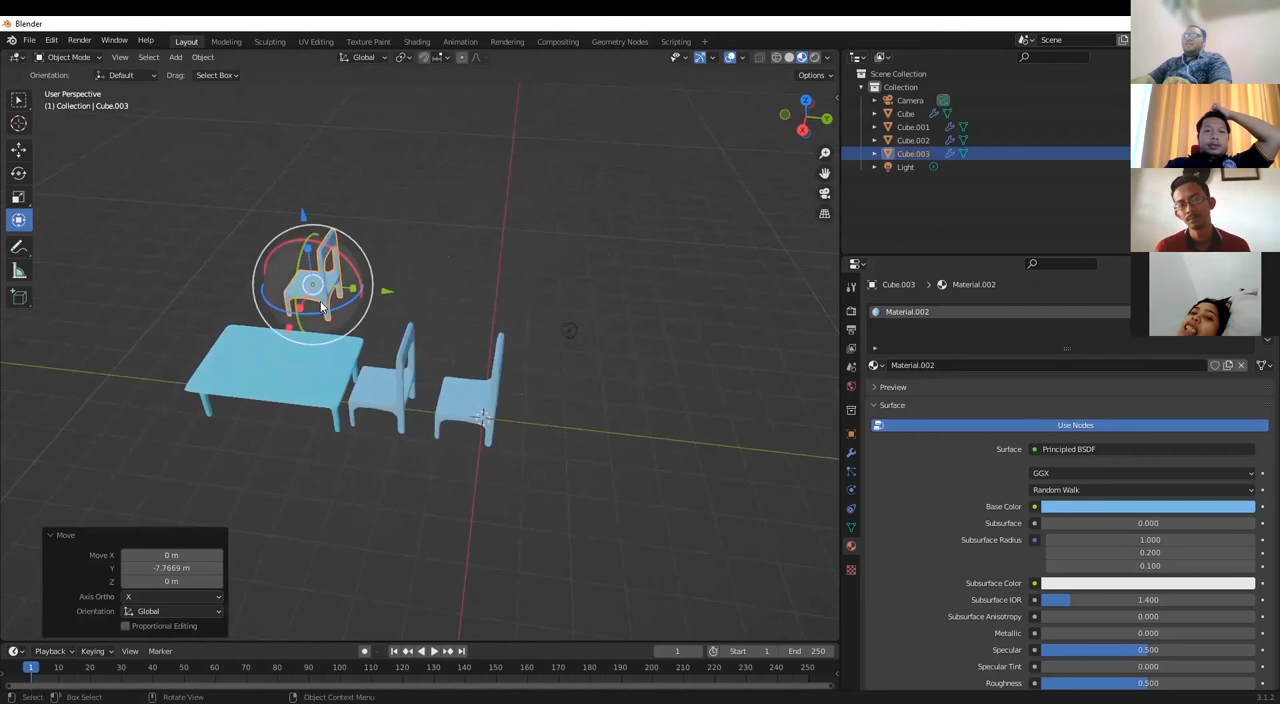 Blender
File Edit Render Window Help Layout Modeling Sculpting UV Editing Texture Paint Shading Animation Rendering Compositing Geometry Nodes Scripting + Scene
Object Mode View Select Add Object Global
Orientation: Default Drag: Select Box Options
User Perspective
(1) Collection | Cube.003
Z
Y
X
Scene Collection
Collection
Camera
Cube
Cube.001
Cube.002
Cube.003
Light
Cube.003 > Material.002
Material.002
Material.002
Preview
Surface
Use Nodes
Surface Principled BSDF
GGX
Random Walk
Base Color
Subsurface 0.000
Subsurface Radius 1.000
0.200
0.100
Subsurface Color
Subsurface IOR 1.400
Subsurface Anisotropy 0.000
Metallic 0.000
Specular 0.500
Specular Tint 0.000
Roughness 0.500
Move
Move X 0 m
Y -7.7669 m
Z 0 m
Axis Ortho X
Orientation Global
Proportional Editing
Playback Keying View Marker 1 Start 1 End 250
1 10 20 30 40 50 60 70 80 90 100 110 120 130 140 150 160 170 180 190 200 210 220 230 240 250
Select Box Select Rotate View Object Context Menu 3.1.2